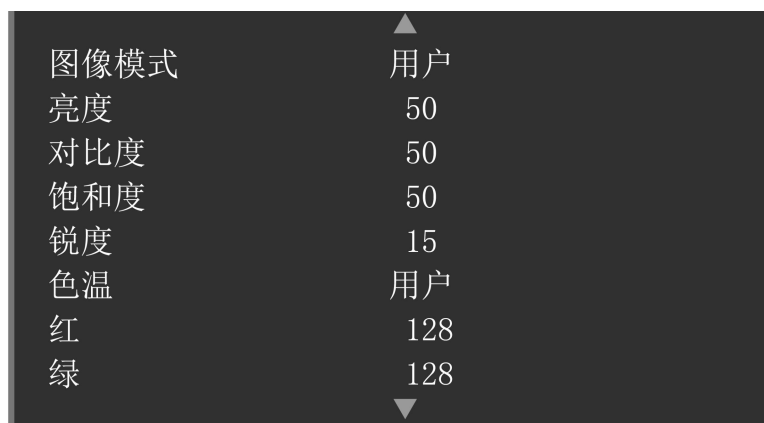 图像模式 用户
亮度 50
对比度 50
饱和度 50
锐度 15
色温 用户
红 128
绿 128